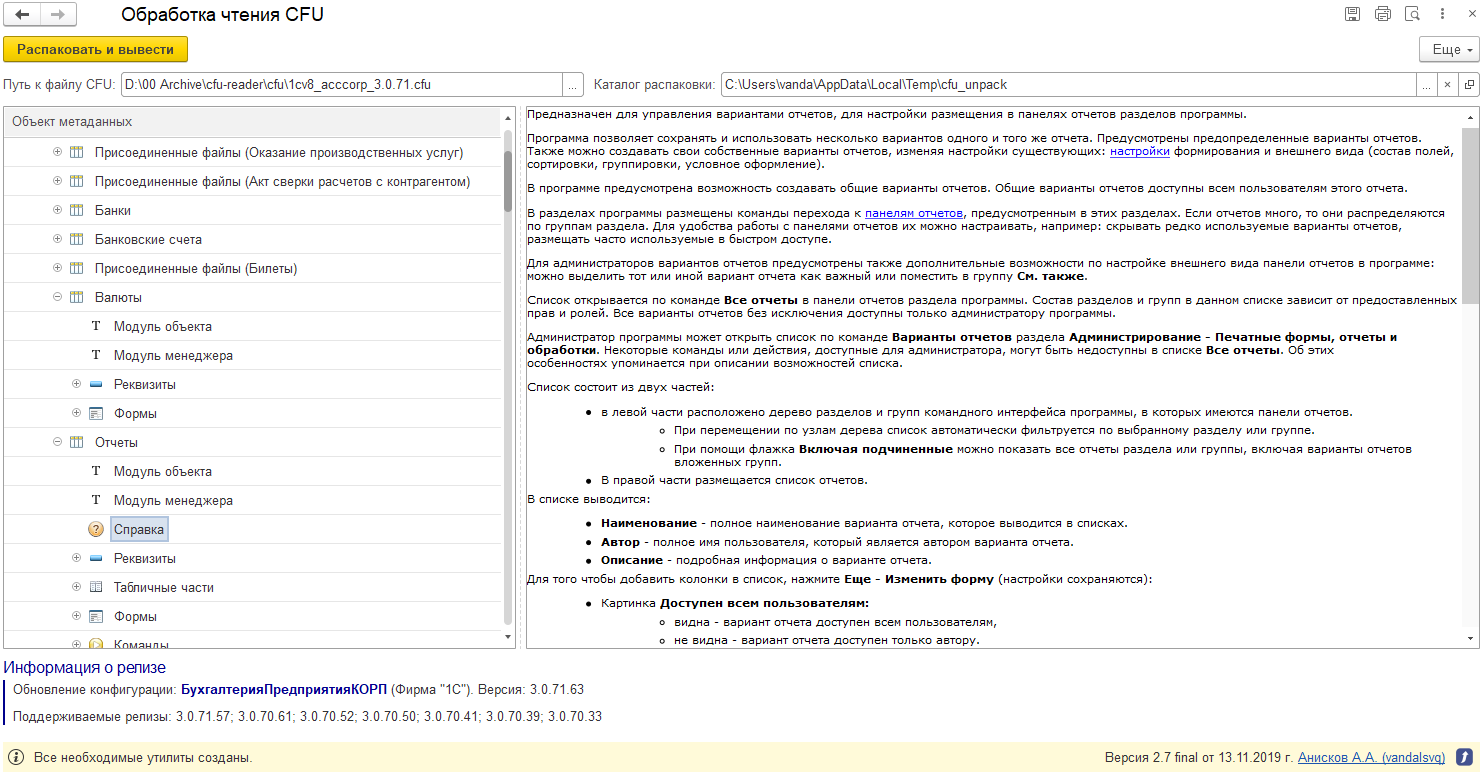 Обработка чтения CFU
Распаковать и вывести
Еще
Путь к файлу CFU:
D:\00 Archive\cfu-reader\cfu\1cv8_acccorp_3.0.71.cfu
...
Каталог распаковки:
C:\Users\vanda\AppData\Local\Temp\cfu_unpack
...
Объект метаданных
Присоединенные файлы (Оказание производственных услуг)
Присоединенные файлы (Акт сверки расчетов с контрагентом)
Банки
Банковские счета
Присоединенные файлы (Билеты)
Валюты
Модуль объекта
Модуль менеджера
Реквизиты
Формы
Отчеты
Модуль объекта
Модуль менеджера
Справка
Реквизиты
Табличные части
Формы
Команды
Предназначен для управления вариантами отчетов, для настройки размещения в панелях отчетов разделов программы.
Программа позволяет сохранять и использовать несколько вариантов одного и того же отчета. Предусмотрены предопределенные варианты отчетов.
Также можно создавать свои собственные варианты отчетов, изменяя настройки существующих: настройки формирования и внешнего вида (состав полей,
сортировки, группировки, условное оформление).
В программе предусмотрена возможность создавать общие варианты отчетов. Общие варианты отчетов доступны всем пользователям этого отчета.
В разделах программы размещены команды перехода к панелям отчетов, предусмотренным в этих разделах. Если отчетов много, то они распределяются
по группам раздела. Для удобства работы с панелями отчетов их можно настраивать, например: скрывать редко используемые варианты отчетов,
размещать часто используемые в быстром доступе.
Для администраторов вариантов отчетов предусмотрены также дополнительные возможности по настройке внешнего вида панели отчетов в программе:
можно выделить тот или иной вариант отчета как важный или поместить в группу См. также.
Список открывается по команде Все отчеты в панели отчетов раздела программы. Состав разделов и групп в данном списке зависит от предоставленных
прав и ролей. Все варианты отчетов без исключения доступны только администратору программы.
Администратор программы может открыть список по команде Варианты отчетов раздела Администрирование - Печатные формы, отчеты и
обработки. Некоторые команды или действия, доступные для администратора, могут быть недоступны в списке Все отчеты. Об этих
особенностях упоминается при описании возможностей списка.
Список состоит из двух частей:
в левой части расположено дерево разделов и групп командного интерфейса программы, в которых имеются панели отчетов.
При перемещении по узлам дерева список автоматически фильтруется по выбранному разделу или группе.
При помощи флажка Включая подчиненные можно показать все отчеты раздела или группы, включая варианты отчетов
вложенных групп.
В правой части размещается список отчетов.
В списке выводится:
Наименование - полное наименование варианта отчета, которое выводится в списках.
Автор - полное имя пользователя, который является автором варианта отчета.
Описание - подробная информация о варианте отчета.
Для того чтобы добавить колонки в список, нажмите Еще - Изменить форму (настройки сохраняются):
Картинка Доступен всем пользователям:
видна - вариант отчета доступен всем пользователям,
не видна - вариант отчета доступен только автору.
Информация о релизе
Обновление конфигурации: БухгалтерияПредприятияКОРП (Фирма "1С"). Версия: 3.0.71.63
Поддерживаемые релизы: 3.0.71.57; 3.0.70.61; 3.0.70.52; 3.0.70.50; 3.0.70.41; 3.0.70.39; 3.0.70.33
Все необходимые утилиты созданы.
Версия 2.7 final от 13.11.2019 г. Анисков А.А. (vandalsvq)